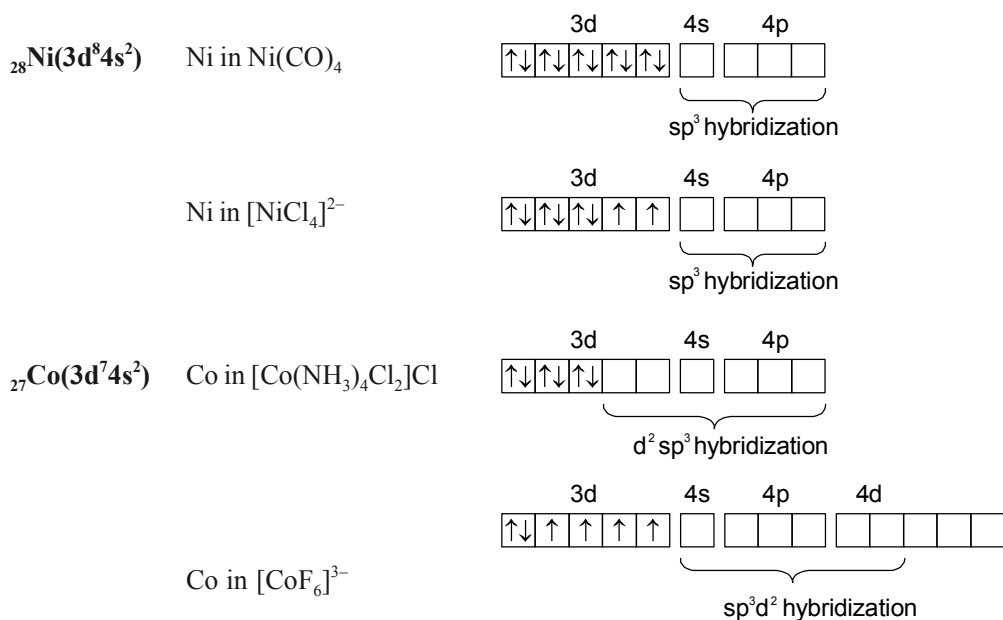 3d 4s 4p
₂₈Ni(3d⁸4s²) Ni in Ni(CO)₄ ↑↓ ↑↓ ↑↓ ↑↓ ↑↓
sp³ hybridization
3d 4s 4p
Ni in [NiCl₄]²⁻ ↑↓ ↑↓ ↑↓ ↑ ↑
sp³ hybridization
3d 4s 4p
₂₇Co(3d⁷4s²) Co in [Co(NH₃)₄Cl₂]Cl ↑↓ ↑↓ ↑↓
d² sp³ hybridization
3d 4s 4p 4d
↑↓ ↑ ↑ ↑ ↑
Co in [CoF₆]³⁻
sp³d² hybridization